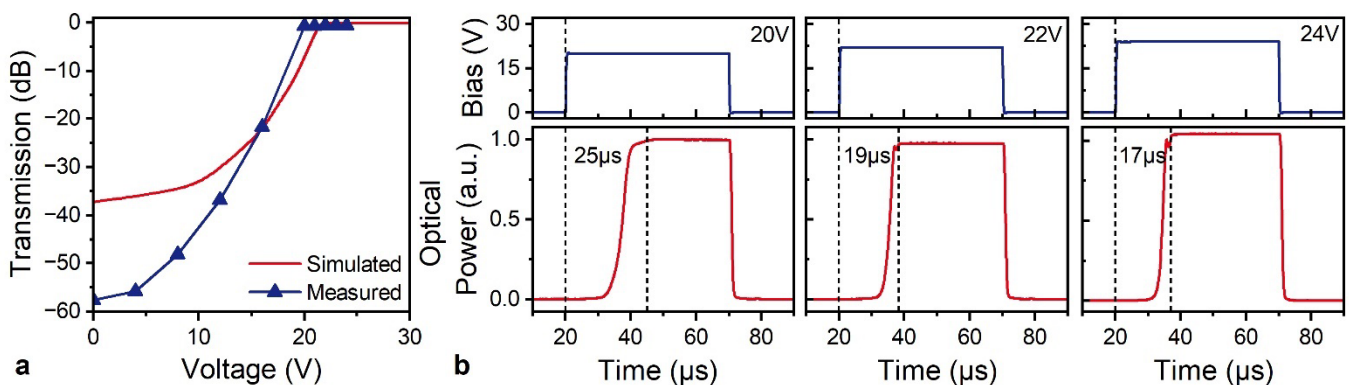 0
−10
−20
−30
−40
−50
−60
Transmission (dB)
Simulated
Measured
0 10 20 30
Voltage (V)
a
30
15
0
Bias (V)
20V
22V
24V
1.0
0.5
0.0
Optical
Power (a.u.)
25µs
19µs
17µs
20 40 60 80
20 40 60 80
20 40 60 80
Time (µs)
Time (µs)
Time (µs)
b